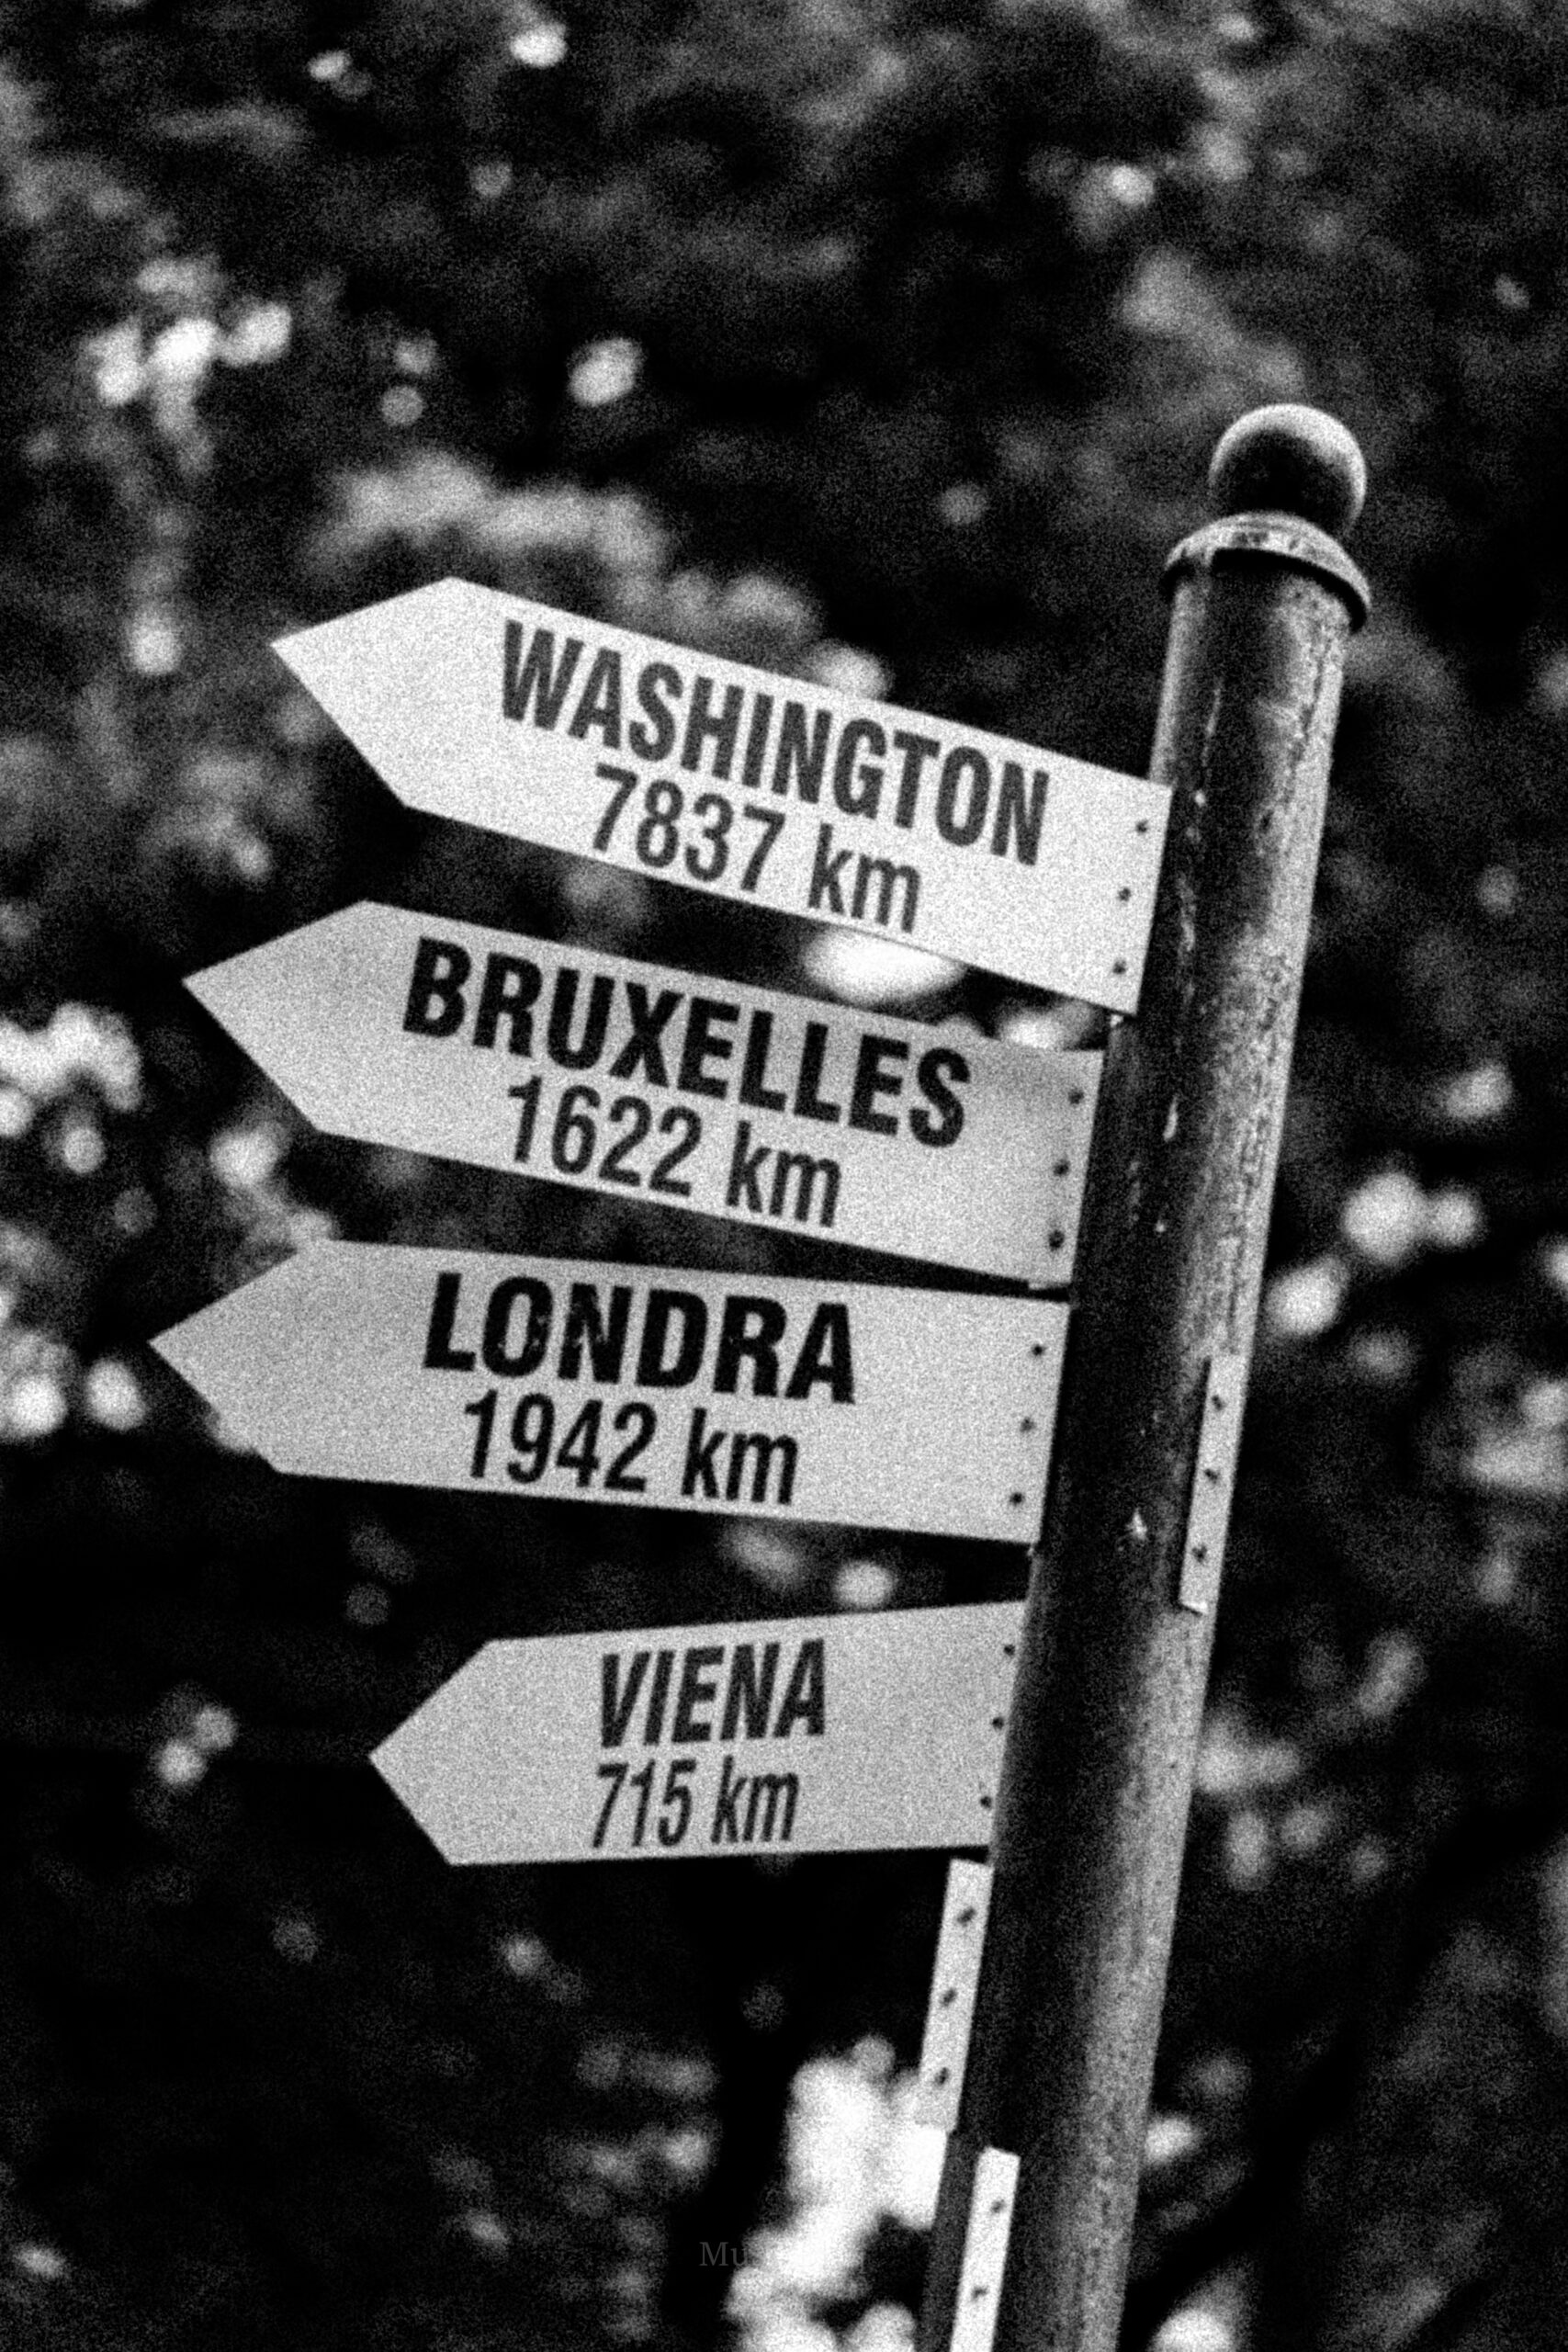 WASHINGTON
7837 km
BRUXELLES
1622 km
LONDRA
1942 km
VIENA
715 km